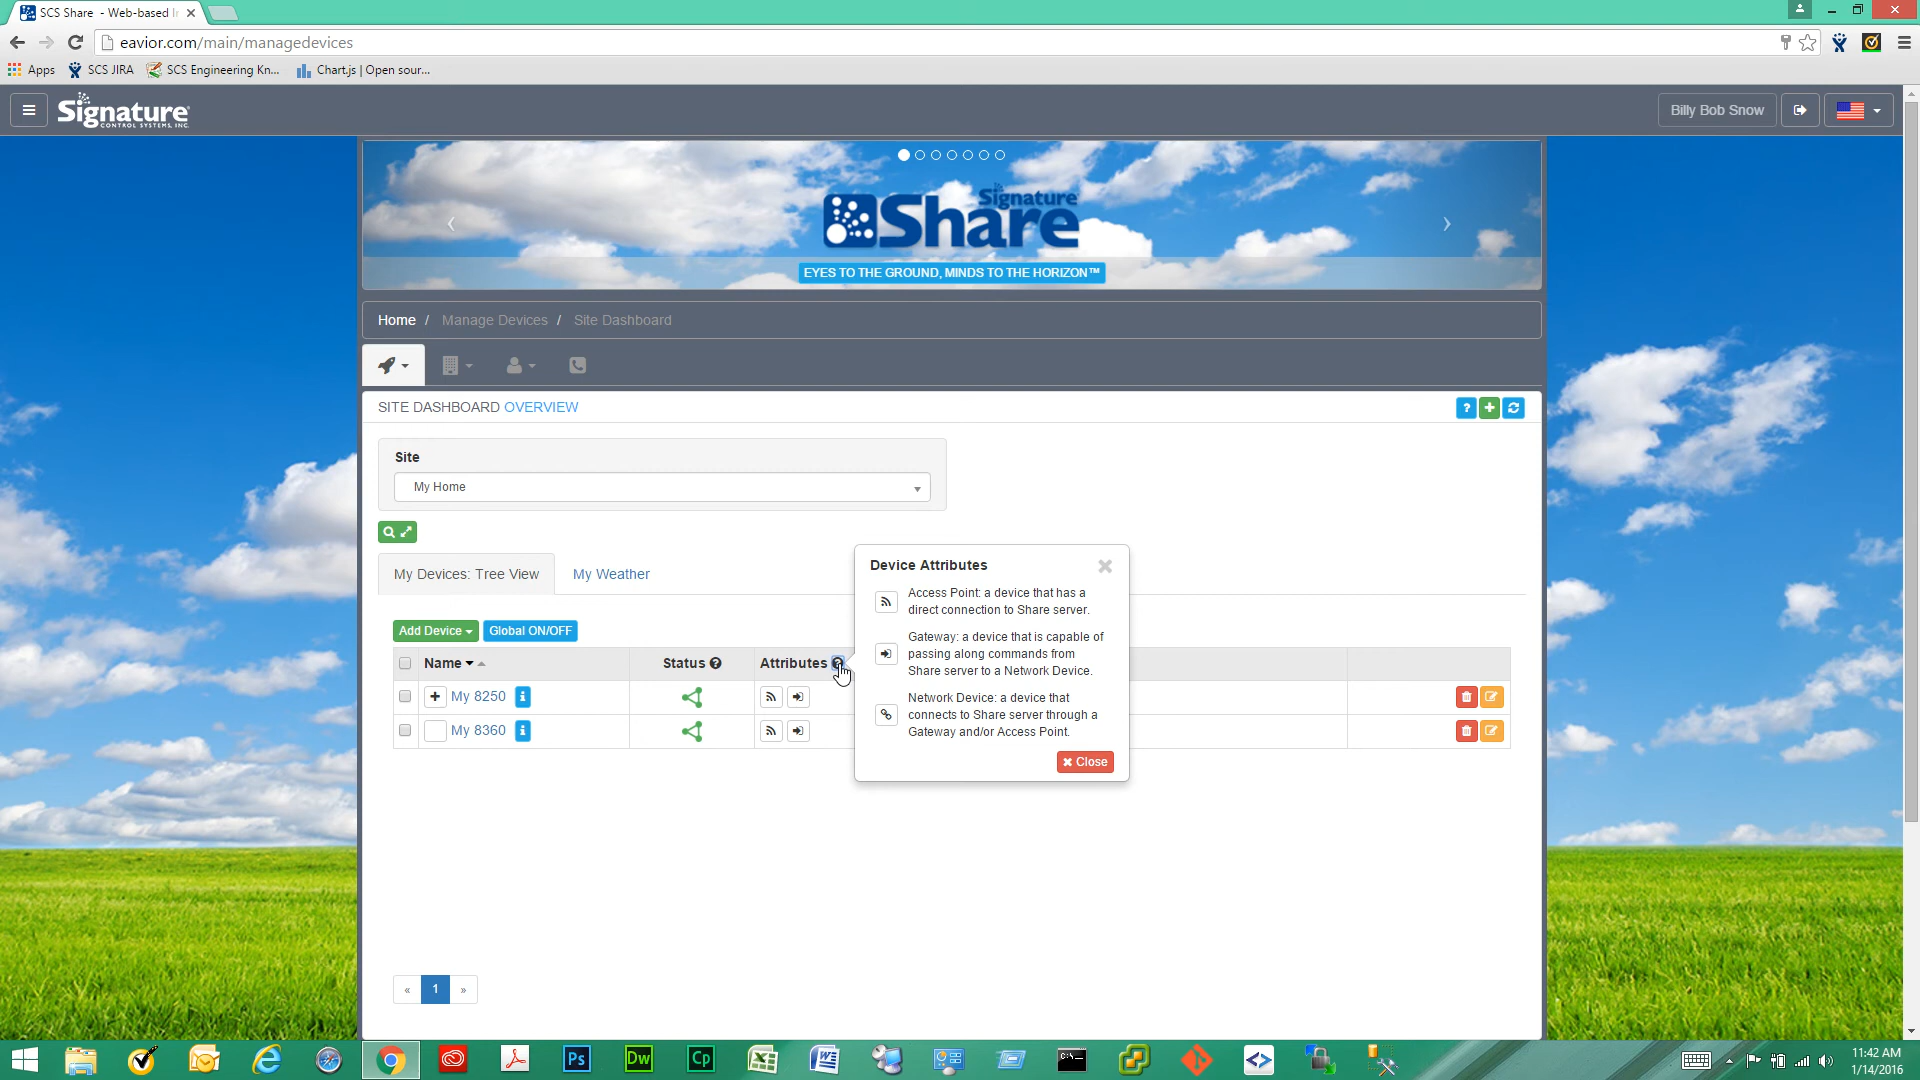 SCS Share - Web-based I
eavior.com/main/managedevices
Apps SCS JIRA SCS Engineering Kn... Chart.js | Open sour...
Signature
CONTROL SYSTEMS, INC.
Billy Bob Snow
Signature
Share
EYES TO THE GROUND, MINDS TO THE HORIZON™
Home / Manage Devices / Site Dashboard
SITE DASHBOARD OVERVIEW
Site
My Home
My Devices: Tree View My Weather
Add Device Global ON/OFF
Name Status Attributes
My 8250
My 8360
Device Attributes
Access Point: a device that has a
direct connection to Share server.
Gateway: a device that is capable of
passing along commands from
Share server to a Network Device.
Network Device: a device that
connects to Share server through a
Gateway and/or Access Point.
Close
« 1 »
Ps Dw Cp
C:\
11:42 AM
1/14/2016